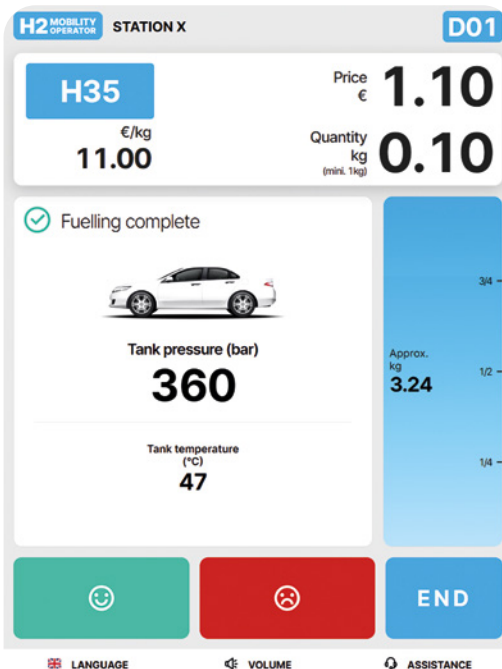 H2 MOBILITY OPERATOR STATION X D01
H35
Price € 1.10
€/kg
11.00
Quantity kg (mini. 1kg) 0.10
Fuelling complete
3/4
Tank pressure (bar)
360
Approx.
kg
3.24
1/2
Tank temperature
(°C)
47
1/4
END
LANGUAGE VOLUME ASSISTANCE